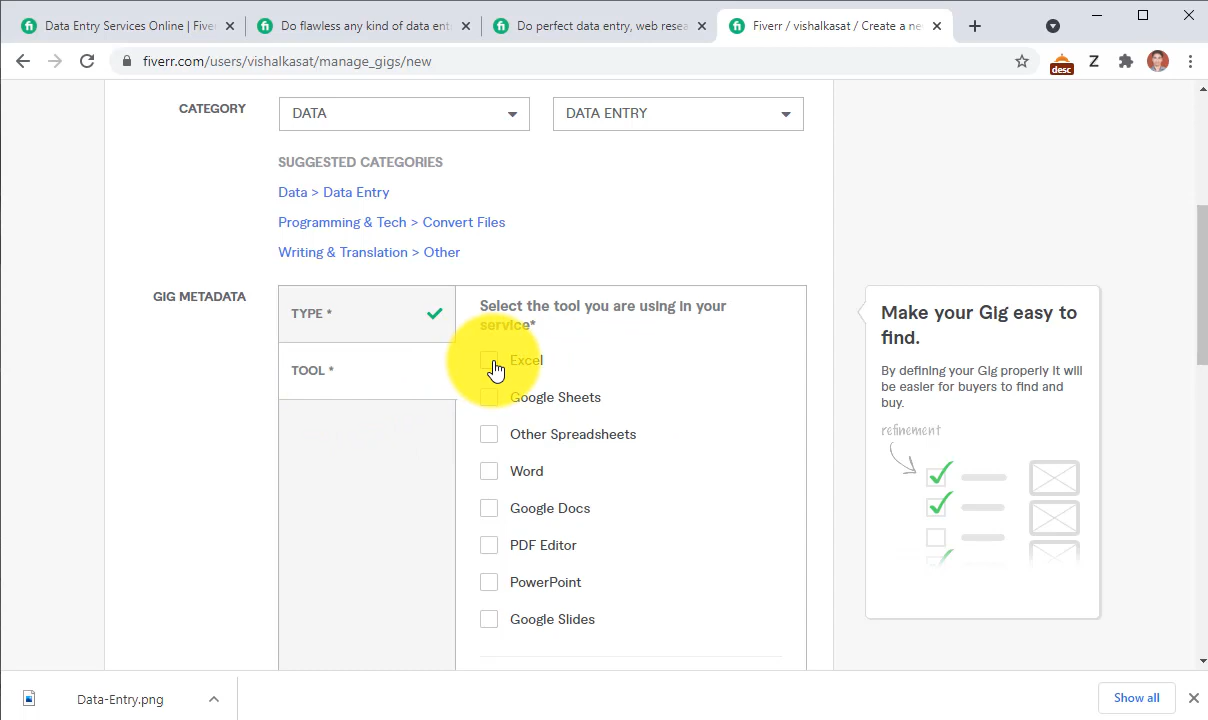 Data Entry Services Online | Five
Do flawless any kind of data ent
Do perfect data entry, web resea
Fiverr / vishalkasat / Create a ne
fiverr.com/users/vishalkasat/manage_gigs/new
desc
Z
CATEGORY
DATA
DATA ENTRY
SUGGESTED CATEGORIES
Data > Data Entry
Programming & Tech > Convert Files
Writing & Translation > Other
GIG METADATA
TYPE *
TOOL *
Select the tool you are using in your
service*
Excel
Google Sheets
Other Spreadsheets
Word
Google Docs
PDF Editor
PowerPoint
Google Slides
Make your Gig easy to
find.
By defining your Gig properly it will
be easier for buyers to find and
buy.
refinement
Data-Entry.png
Show all